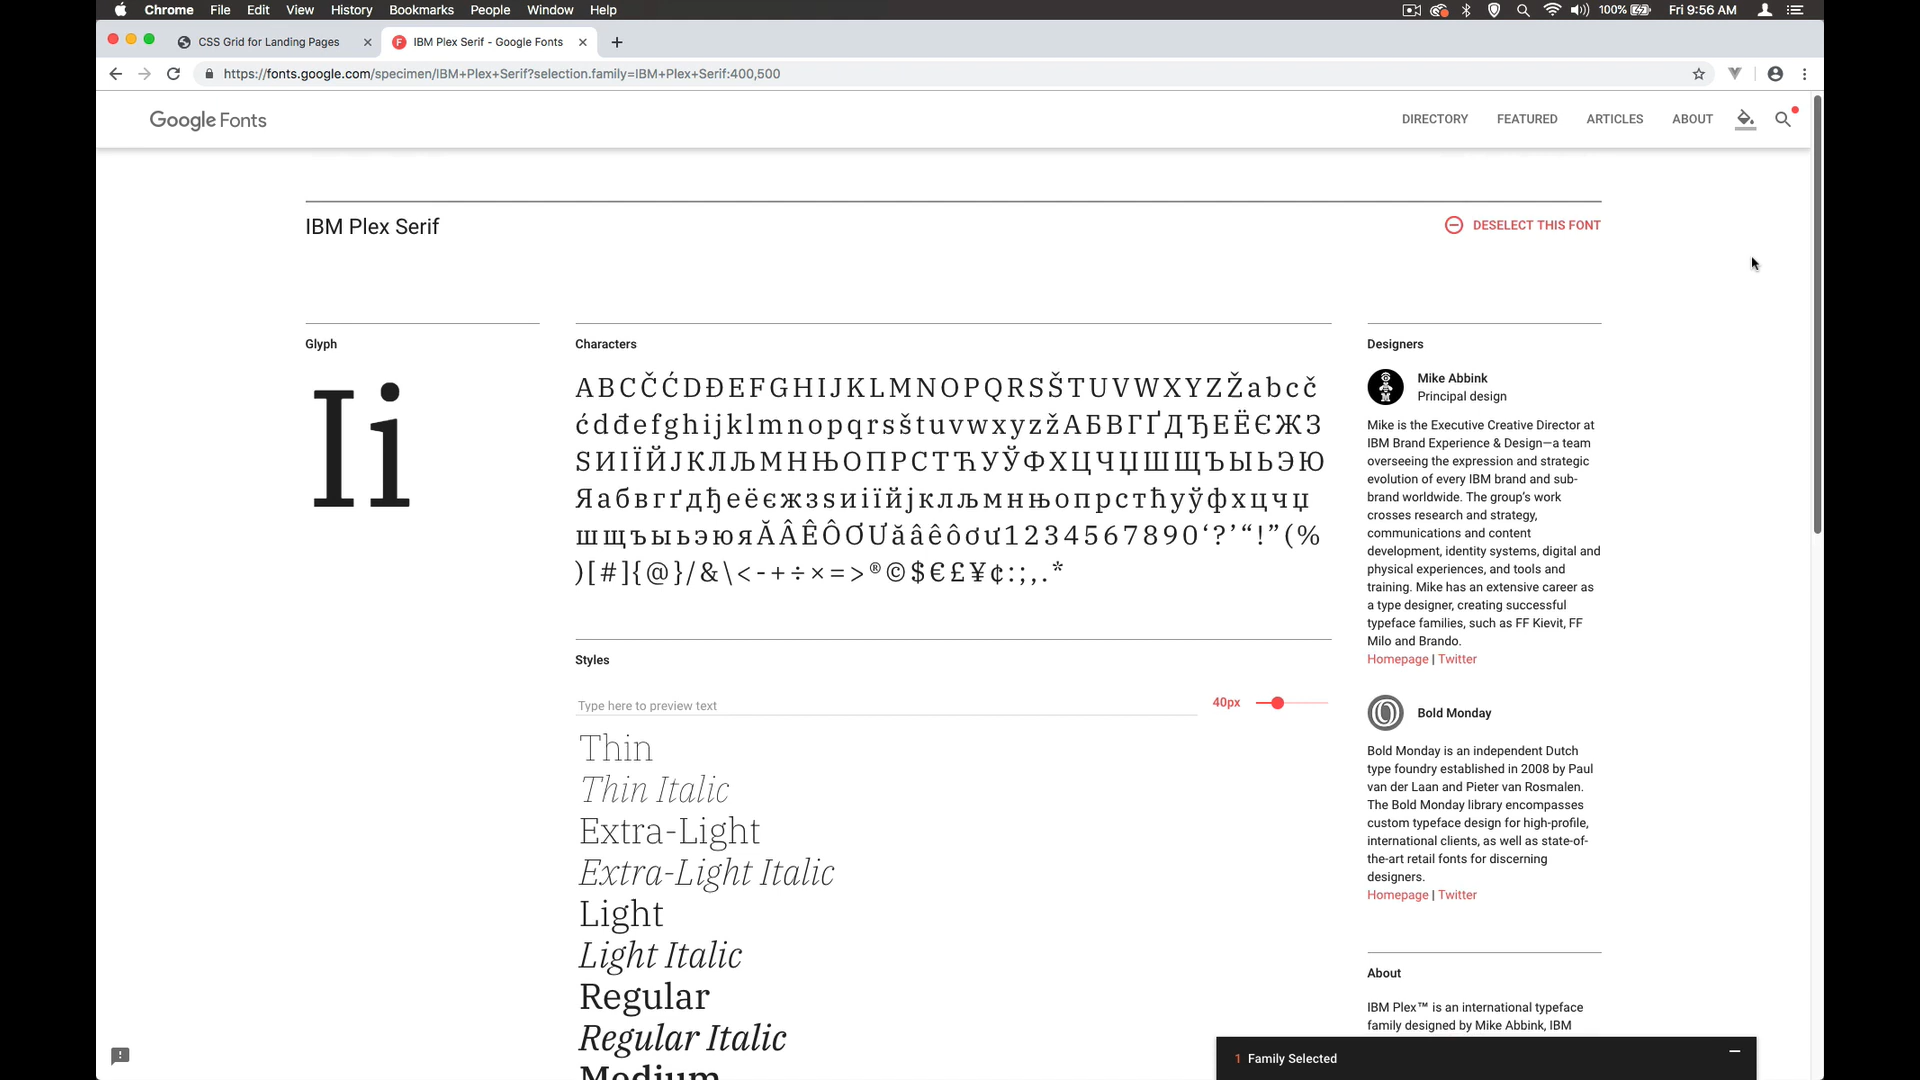 Chrome File Edit View History Bookmarks People Window Help 100% Fri 9:56 AM
CSS Grid for Landing Pages IBM Plex Serif - Google Fonts
https://fonts.google.com/specimen/IBM+Plex+Serif?selection.family=IBM+Plex+Serif:400,500
Google Fonts DIRECTORY FEATURED ARTICLES ABOUT
IBM Plex Serif DESELECT THIS FONT
Glyph
Ii
Characters
ABCČĆDĐEFGHIJKLMNOPQRSŠTUVWXYZŽabcč
ćdđefghijklmnopqrsštuvwxyzžАБВГҐДЂЕЁЄЖЗ
ЅИІЇЙЈКЛЉМНЊОПРСТЋУЎФХЦЧЏШЩЪЫЬЭЮ
Яабвгґдђеёєжзѕиіїйјклљмнњопрстћуўфхцчџ
шщъыьэюяĂÂÊÔƠƯăâêôơư1234567890‘?’“!”(%
)[#]{@}/&\<-+÷×=>®©$€£¥¢:;,.*
Styles
Type here to preview text 40px
Thin
Thin Italic
Extra-Light
Extra-Light Italic
Light
Light Italic
Regular
Regular Italic
Medium
Designers
Mike Abbink
Principal design
Mike is the Executive Creative Director at
IBM Brand Experience & Design—a team
overseeing the expression and strategic
evolution of every IBM brand and sub-
brand worldwide. The group’s work
crosses research and strategy,
communications and content
development, identity systems, digital and
physical experiences, and tools and
training. Mike has an extensive career as
a type designer, creating successful
typeface families, such as FF Kievit, FF
Milo and Brando.
Homepage | Twitter
Bold Monday
Bold Monday is an independent Dutch
type foundry established in 2008 by Paul
van der Laan and Pieter van Rosmalen.
The Bold Monday library encompasses
custom typeface design for high-profile,
international clients, as well as state-of-
the-art retail fonts for discerning
designers.
Homepage | Twitter
About
IBM Plex™ is an international typeface
family designed by Mike Abbink, IBM
1 Family Selected